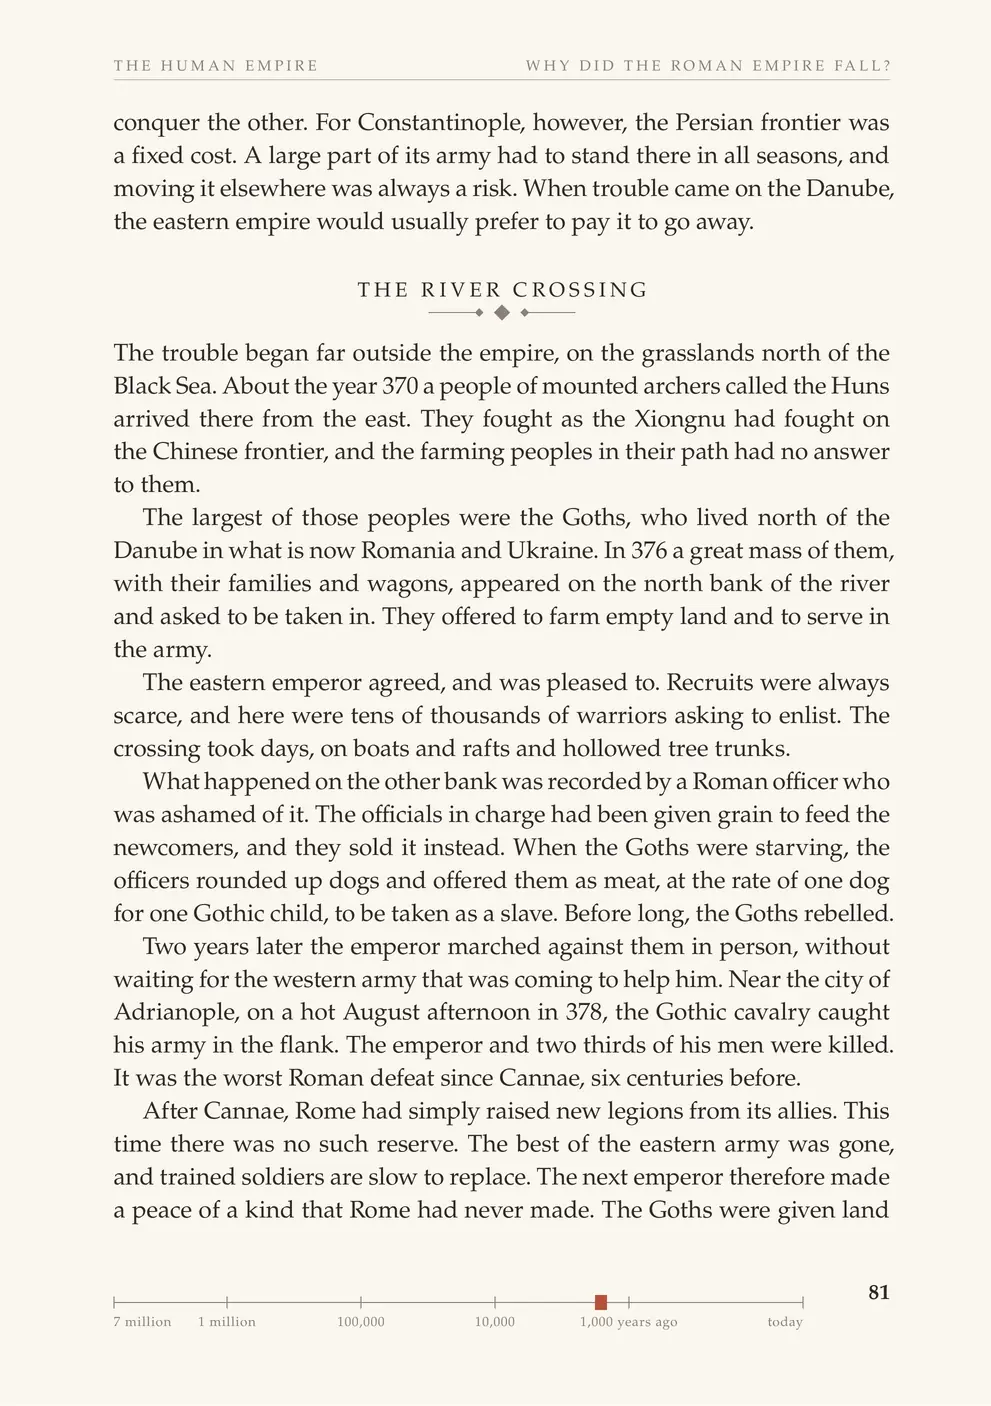 THE HUMAN EMPIRE
WHY DID THE ROMAN EMPIRE FALL?
conquer the other. For Constantinople, however, the Persian frontier was
a fixed cost. A large part of its army had to stand there in all seasons, and
moving it elsewhere was always a risk. When trouble came on the Danube,
the eastern empire would usually prefer to pay it to go away.
THE RIVER CROSSING
The trouble began far outside the empire, on the grasslands north of the
Black Sea. About the year 370 a people of mounted archers called the Huns
arrived there from the east. They fought as the Xiongnu had fought on
the Chinese frontier, and the farming peoples in their path had no answer
to them.
The largest of those peoples were the Goths, who lived north of the
Danube in what is now Romania and Ukraine. In 376 a great mass of them,
with their families and wagons, appeared on the north bank of the river
and asked to be taken in. They offered to farm empty land and to serve in
the army.
The eastern emperor agreed, and was pleased to. Recruits were always
scarce, and here were tens of thousands of warriors asking to enlist. The
crossing took days, on boats and rafts and hollowed tree trunks.
What happened on the other bank was recorded by a Roman officer who
was ashamed of it. The officials in charge had been given grain to feed the
newcomers, and they sold it instead. When the Goths were starving, the
officers rounded up dogs and offered them as meat, at the rate of one dog
for one Gothic child, to be taken as a slave. Before long, the Goths rebelled.
Two years later the emperor marched against them in person, without
waiting for the western army that was coming to help him. Near the city of
Adrianople, on a hot August afternoon in 378, the Gothic cavalry caught
his army in the flank. The emperor and two thirds of his men were killed.
It was the worst Roman defeat since Cannae, six centuries before.
After Cannae, Rome had simply raised new legions from its allies. This
time there was no such reserve. The best of the eastern army was gone,
and trained soldiers are slow to replace. The next emperor therefore made
a peace of a kind that Rome had never made. The Goths were given land
81
7 million 1 million 100,000 10,000 1,000 years ago today